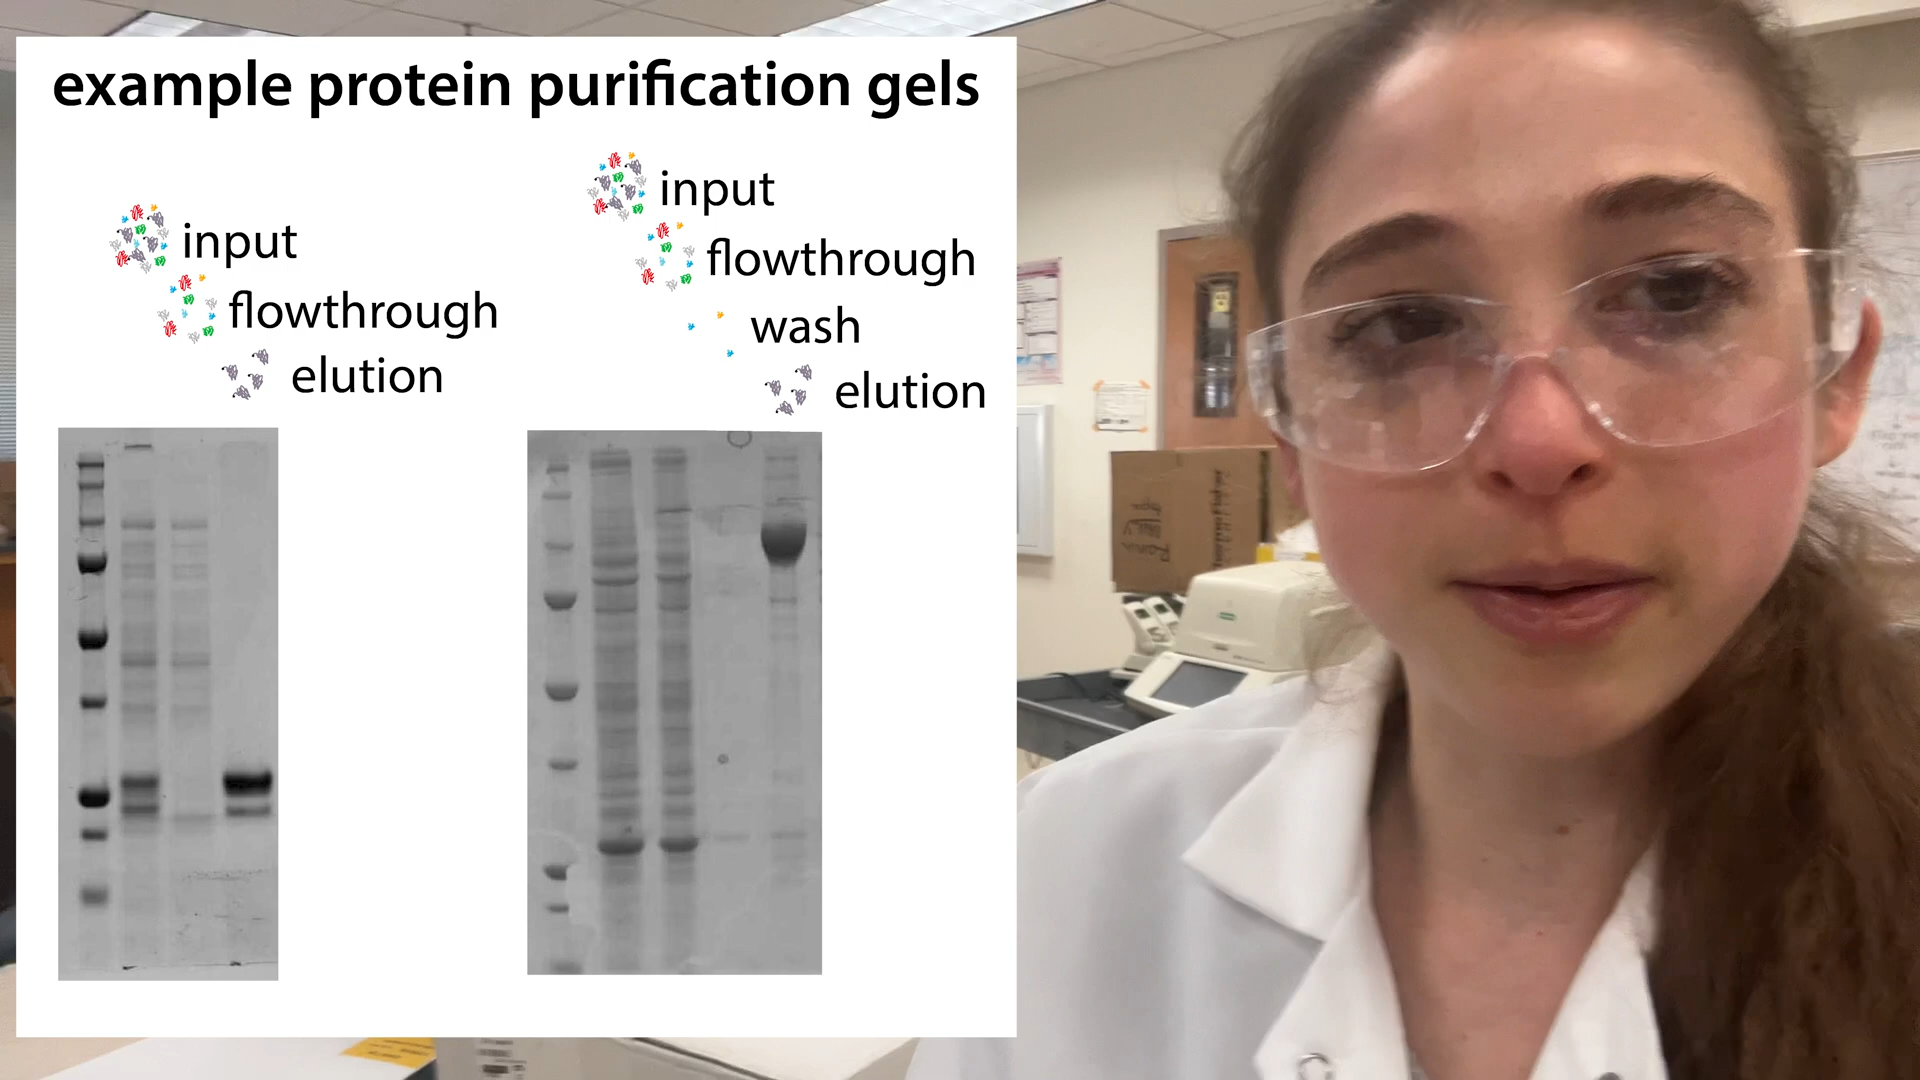 example protein purification gels
input
flowthrough
elution
input
flowthrough
wash
elution